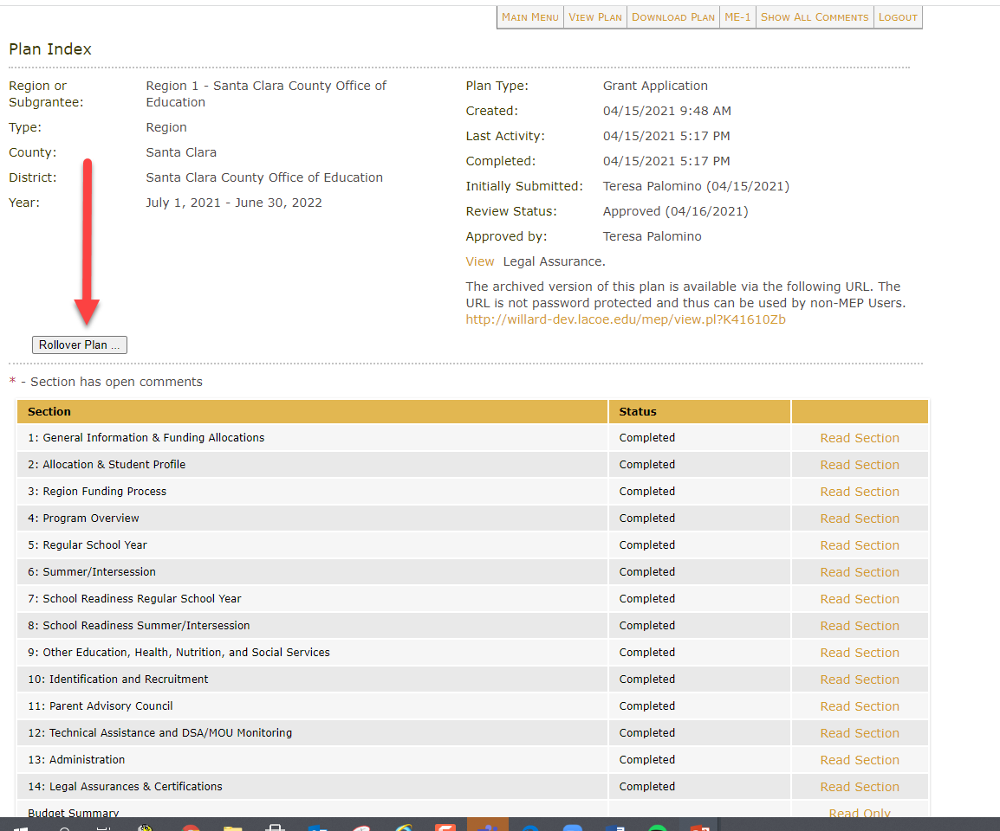 MAIN MENU VIEW PLAN DOWNLOAD PLAN ME-1 SHOW ALL COMMENTS LOGOUT
Plan Index
Region or
Subgrantee:
Region 1 - Santa Clara County Office of
Education
Type: Region
County: Santa Clara
District: Santa Clara County Office of Education
Year: July 1, 2021 - June 30, 2022
Plan Type: Grant Application
Created: 04/15/2021 9:48 AM
Last Activity: 04/15/2021 5:17 PM
Completed: 04/15/2021 5:17 PM
Initially Submitted: Teresa Palomino (04/15/2021)
Review Status: Approved (04/16/2021)
Approved by: Teresa Palomino
View Legal Assurance.
The archived version of this plan is available via the following URL. The
URL is not password protected and thus can be used by non-MEP Users.
http://willard-dev.lacoe.edu/mep/view.pl?K41610Zb
Rollover Plan ...
* - Section has open comments
Section Status
1: General Information & Funding Allocations Completed Read Section
2: Allocation & Student Profile Completed Read Section
3: Region Funding Process Completed Read Section
4: Program Overview Completed Read Section
5: Regular School Year Completed Read Section
6: Summer/Intersession Completed Read Section
7: School Readiness Regular School Year Completed Read Section
8: School Readiness Summer/Intersession Completed Read Section
9: Other Education, Health, Nutrition, and Social Services Completed Read Section
10: Identification and Recruitment Completed Read Section
11: Parent Advisory Council Completed Read Section
12: Technical Assistance and DSA/MOU Monitoring Completed Read Section
13: Administration Completed Read Section
14: Legal Assurances & Certifications Completed Read Section
Budget Summary Read Only